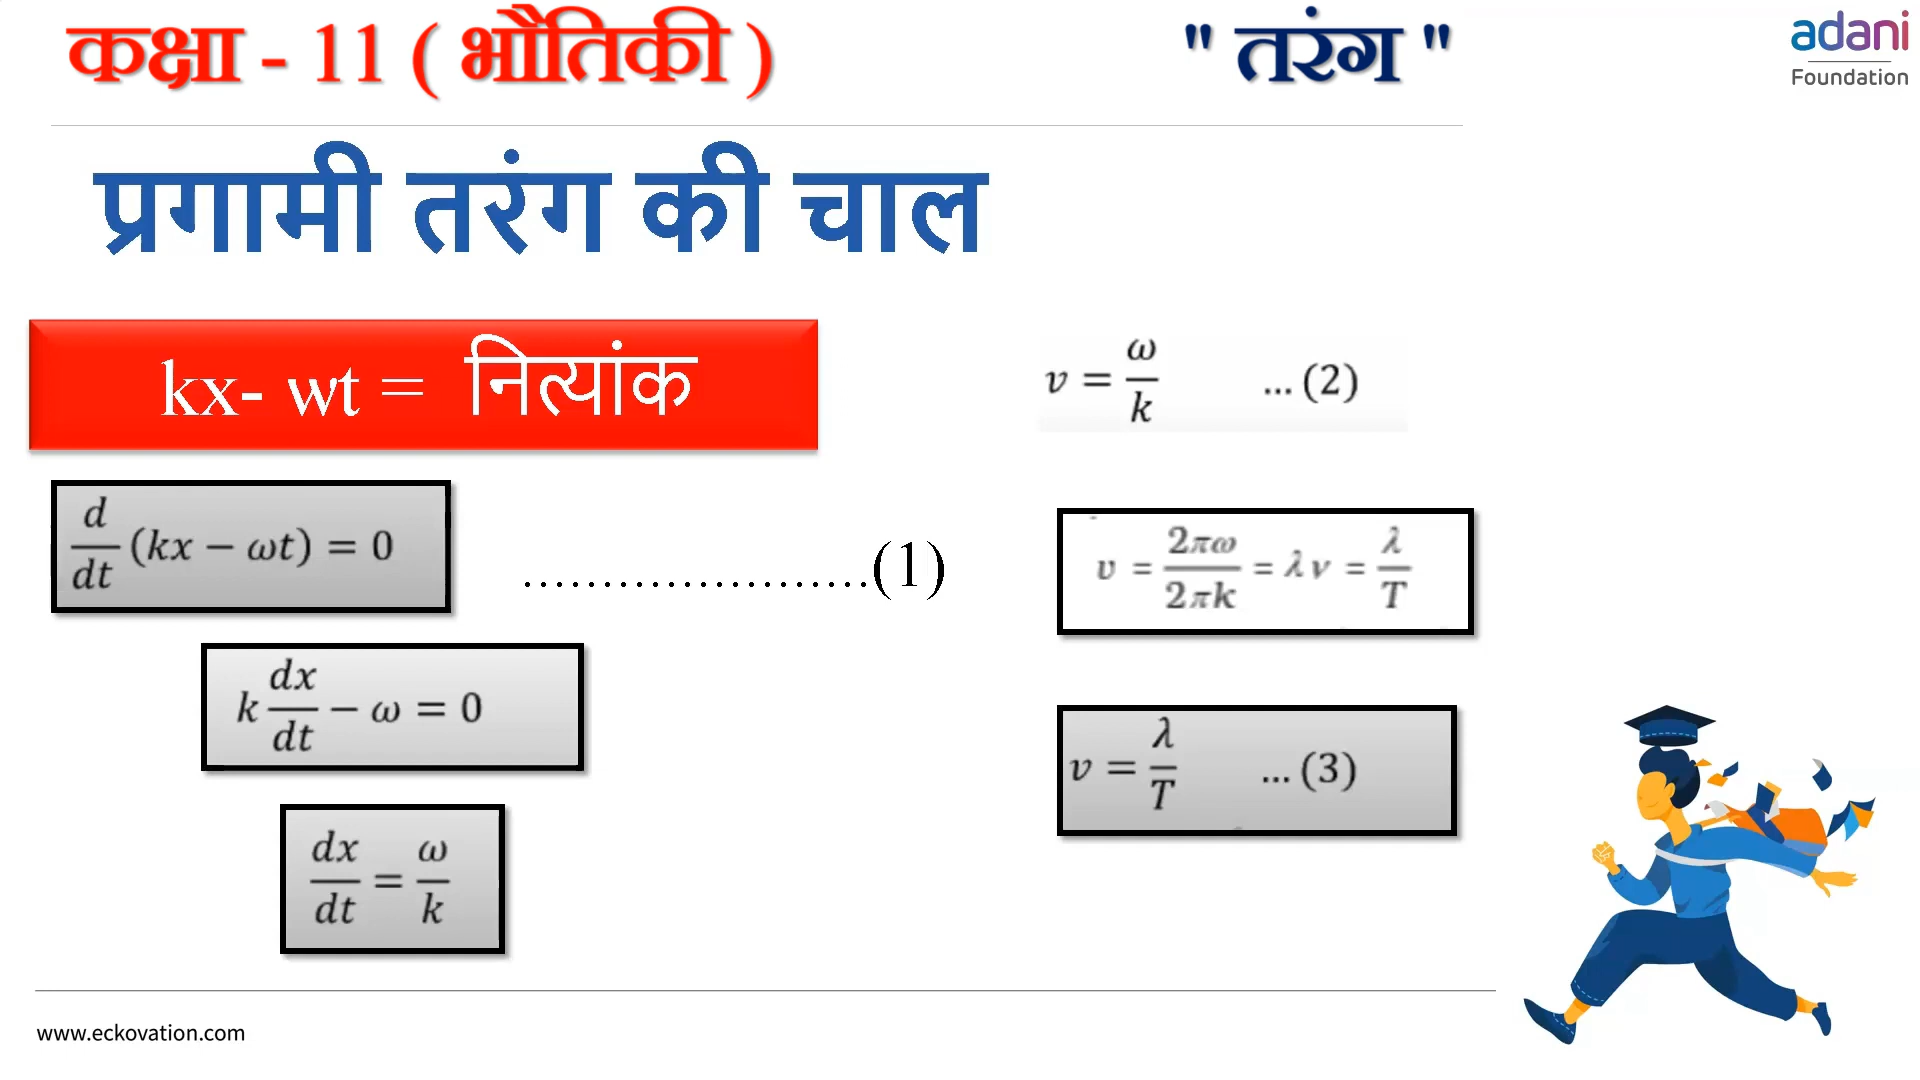 कक्षा - 11 ( भौतिकी )
" तरंग "
adani
Foundation
प्रगामी तरंग की चाल
kx- wt = नित्यांक
d/dt (kx − ωt) = 0
......................(1)
k dx/dt − ω = 0
dx/dt = ω/k
v = ω/k ... (2)
υ = 2πω/2πk = λν = λ/T
v = λ/T ... (3)
www.eckovation.com